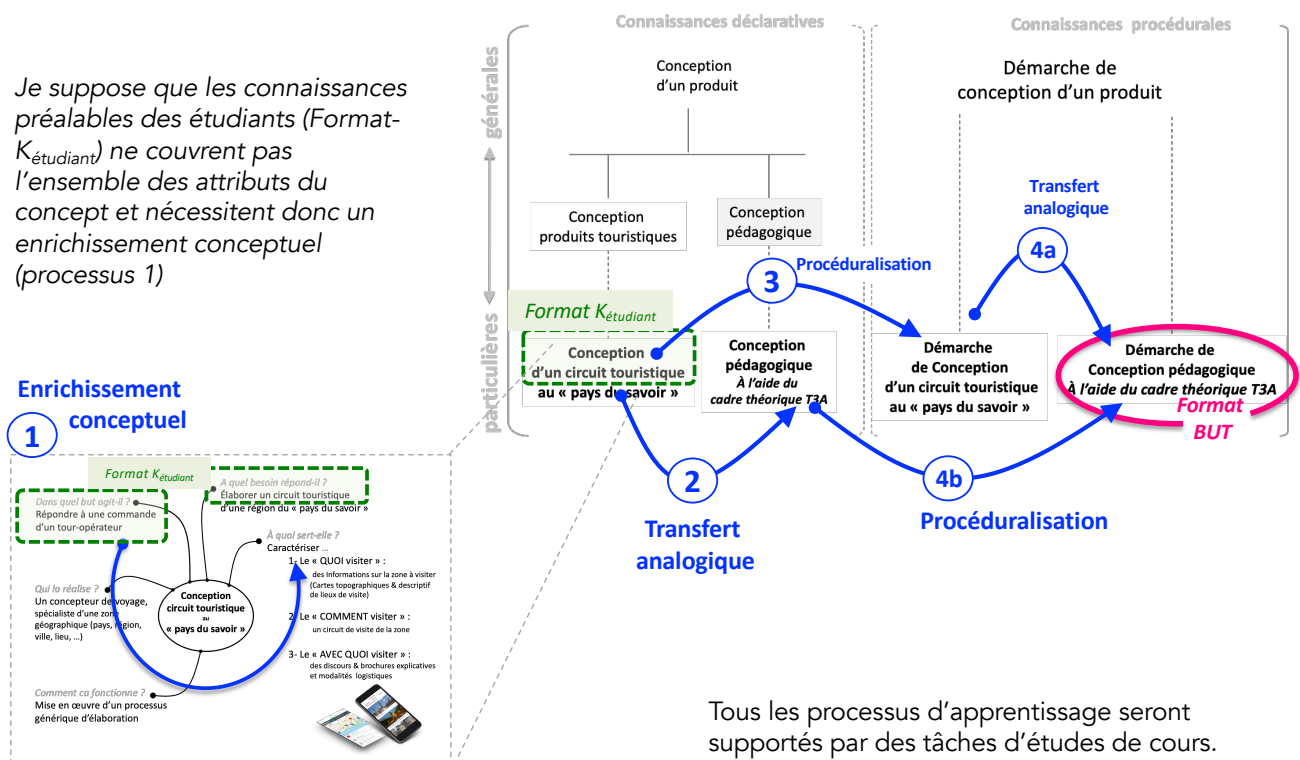 Je suppose que les connaissances
préalables des étudiants (Format-
Kétudiant) ne couvrent pas
l'ensemble des attributs du
concept et nécessitent donc un
enrichissement conceptuel
(processus 1)
Connaissances déclaratives
Connaissances procédurales
générales
particulières
Conception
d'un produit
Démarche de
conception d'un produit
Conception
produits touristiques
Conception
pédagogique
Transfert
analogique
4a
3
Procéduralisation
Format Kétudiant
Conception
d'un circuit touristique
au « pays du savoir »
Conception
pédagogique
À l'aide du
cadre théorique T3A
Démarche
de Conception
d'un circuit touristique
au « pays du savoir »
Démarche de
Conception pédagogique
À l'aide du cadre théorique T3A
Format
BUT
2
Transfert
analogique
4b
Procéduralisation
Enrichissement
conceptuel
1
Format Kétudiant
Dans quel but agit-il ?
Répondre à une commande
d'un tour-opérateur
A quel besoin répond-il ?
Élaborer un circuit touristique
d'une région du « pays du savoir »
À quoi sert-elle ?
Caractériser ...
1- Le « QUOI visiter » :
des Informations sur la zone à visiter
(Cartes topographiques & descriptif
de lieux de visite)
2- Le « COMMENT visiter » :
un circuit de visite de la zone
3- Le « AVEC QUOI visiter » :
des discours & brochures explicatives
et modalités logistiques
Qui la réalise ?
Un concepteur de voyage,
spécialiste d'une zone
géographique (pays, région,
ville, lieu, ...)
Conception
circuit touristique
au
« pays du savoir »
Comment ca fonctionne ?
Mise en œuvre d'un processus
générique d'élaboration
Tous les processus d'apprentissage seront
supportés par des tâches d'études de cours.